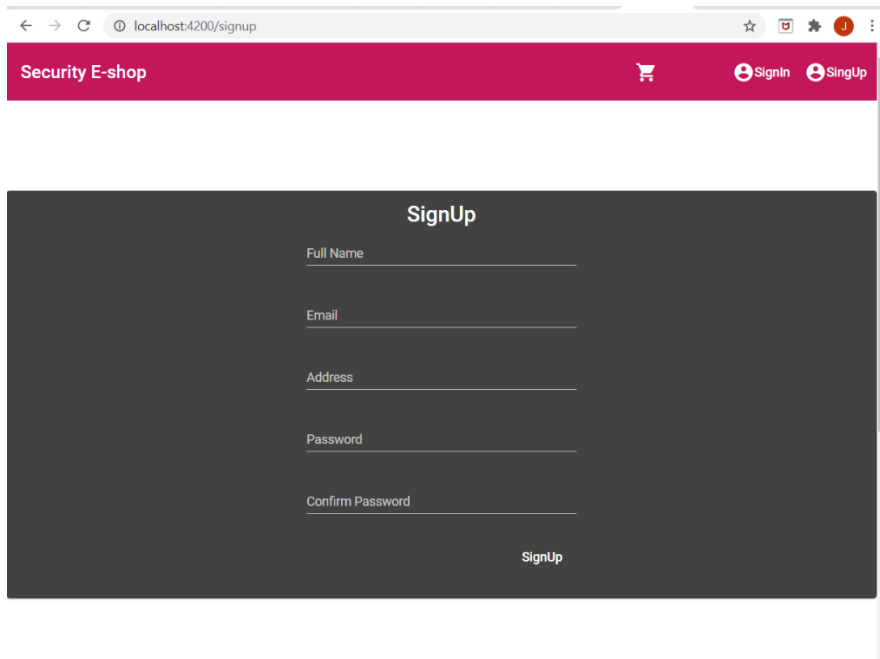 localhost:4200/signup
J
Security E-shop
SignIn
SingUp
SignUp
Full Name
Email
Address
Password
Confirm Password
SignUp